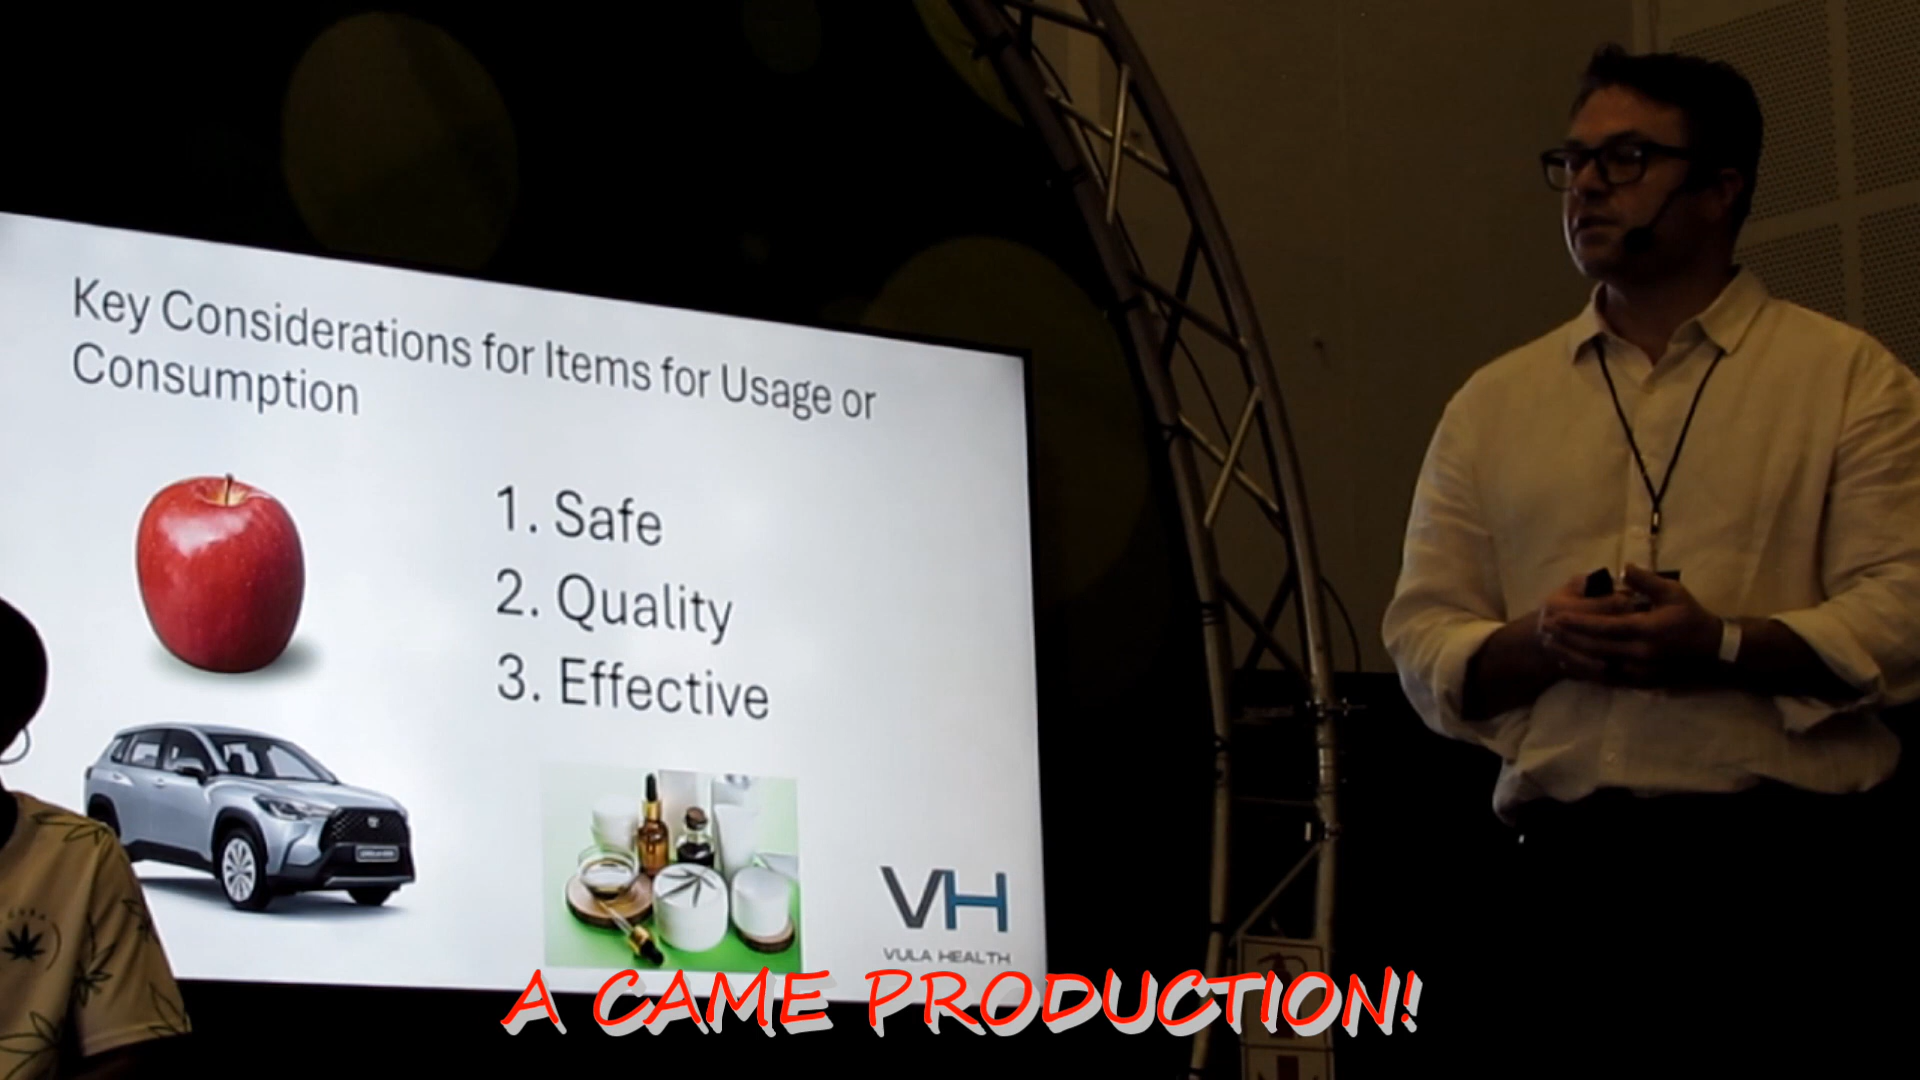 Key Considerations for Items for Usage or
Consumption
1. Safe
2. Quality
3. Effective
VH
VULA HEALTH
A CAME PRODUCTION!